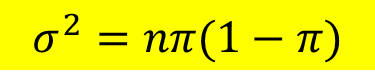 σ² = nπ(1 − π)